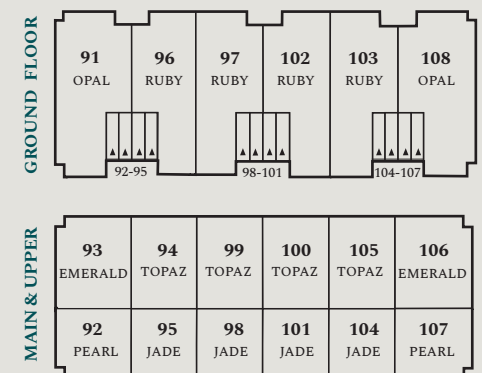 GROUND FLOOR
91 96 97 102 103 108
OPAL RUBY RUBY RUBY RUBY OPAL
92-95 98-101 104-107
MAIN & UPPER
93 94 99 100 105 106
EMERALD TOPAZ TOPAZ TOPAZ TOPAZ EMERALD
92 95 98 101 104 107
PEARL JADE JADE JADE JADE PEARL